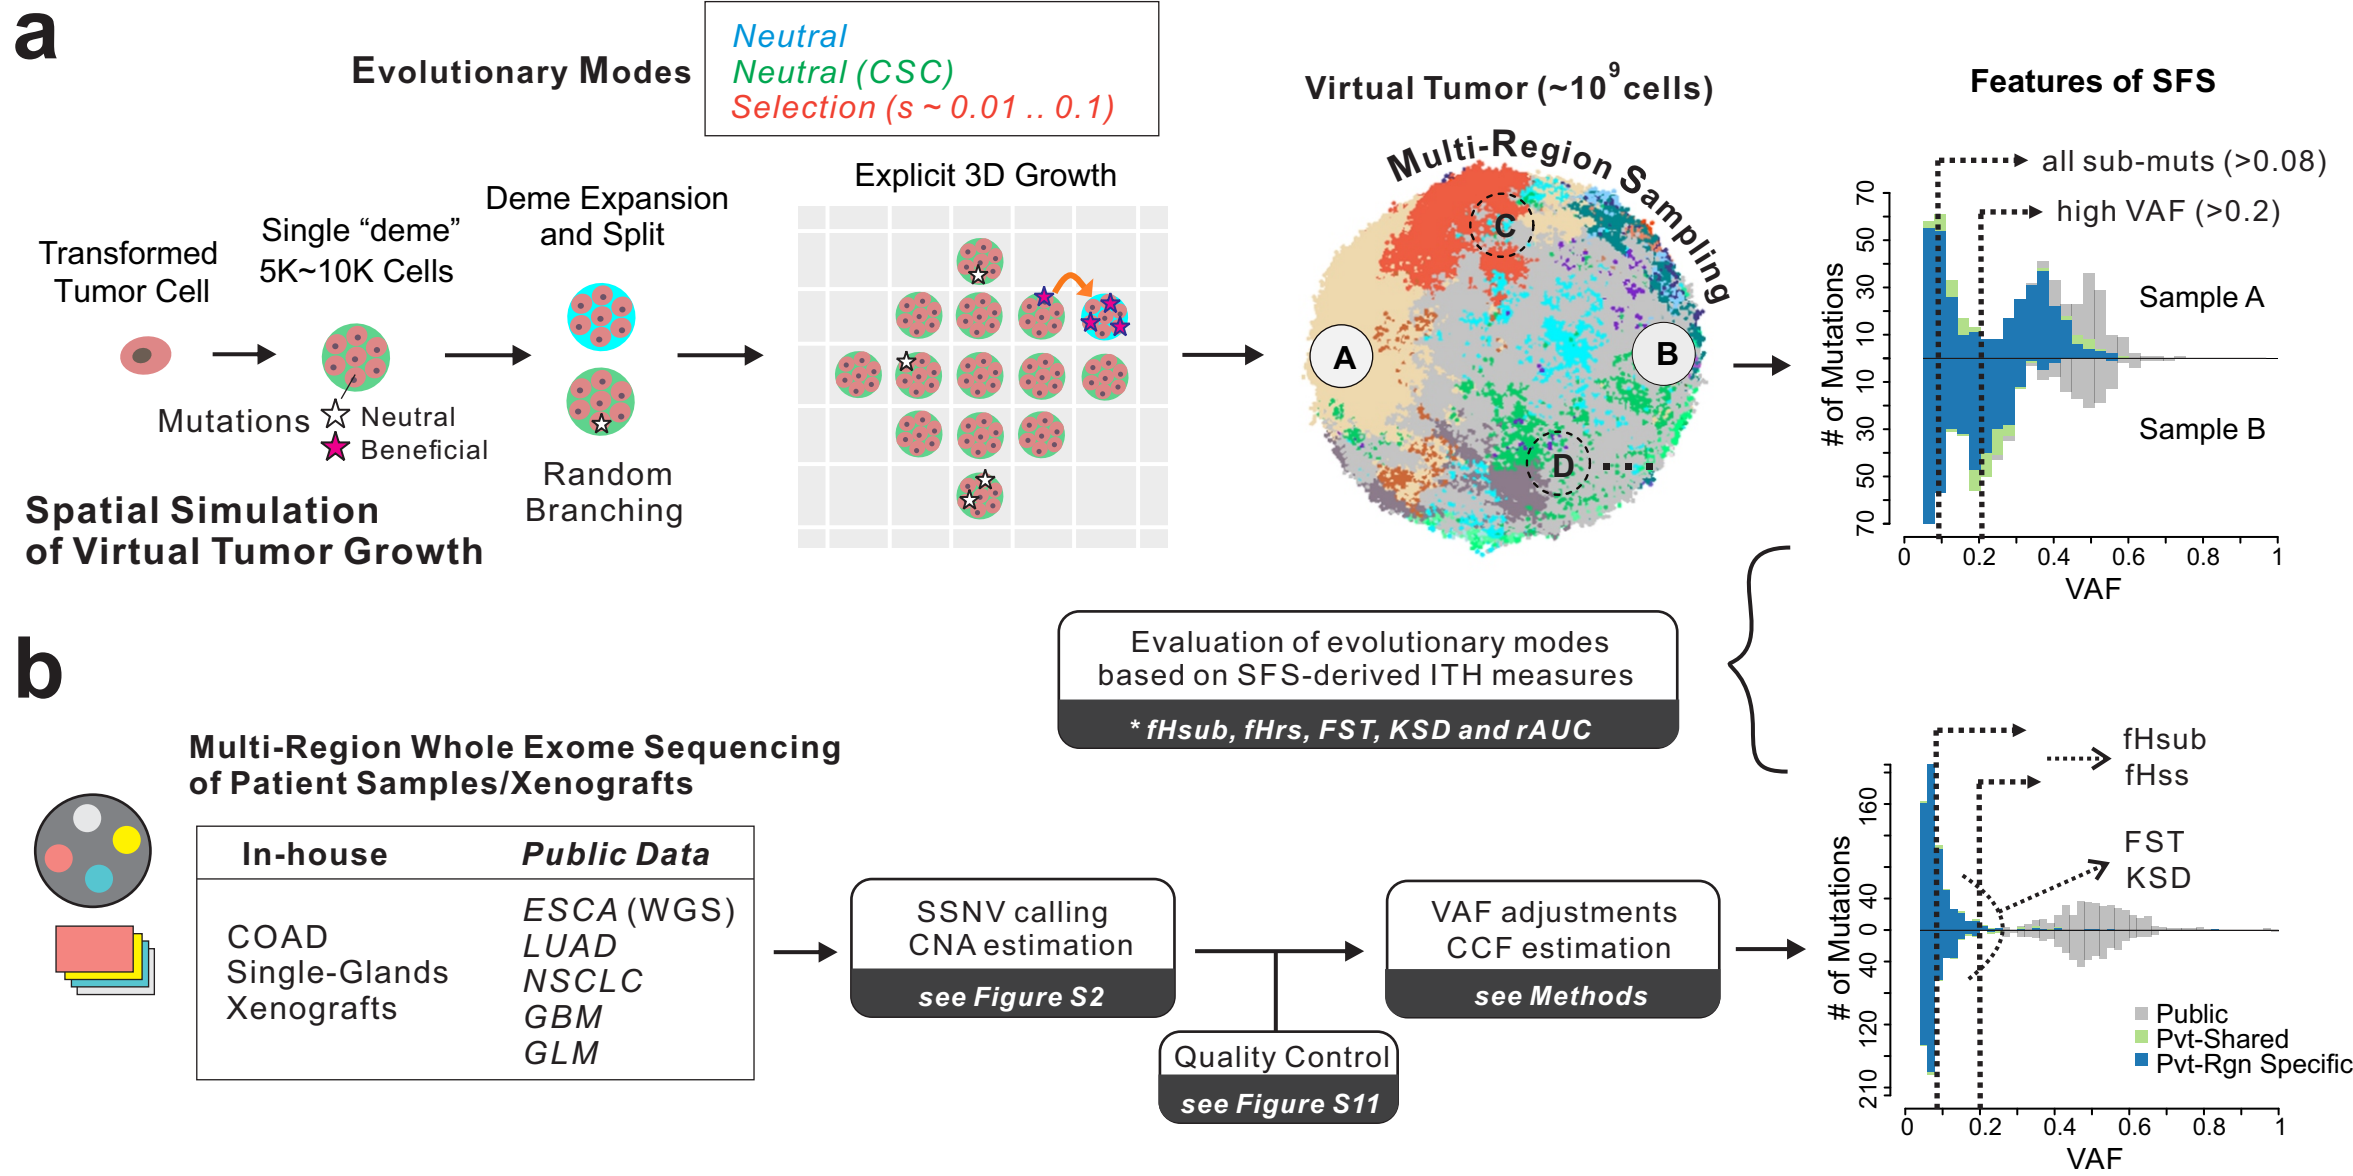 a
Evolutionary Modes
Neutral
Neutral (CSC)
Selection (s ~ 0.01 .. 0.1)
Transformed
Tumor Cell
Single “deme”
5K~10K Cells
Mutations
Neutral
Beneficial
Deme Expansion
and Split
Random
Branching
Spatial Simulation
of Virtual Tumor Growth
Explicit 3D Growth
Virtual Tumor (~10^9 cells)
Multi-Region Sampling
A
B
C
D
Features of SFS
all sub-muts (>0.08)
high VAF (>0.2)
Sample A
Sample B
# of Mutations
70
50
30
10
10
30
50
70
0 0.2 0.4 0.6 0.8 1
VAF
Evaluation of evolutionary modes
based on SFS-derived ITH measures
* fHsub, fHrs, FST, KSD and rAUC
b
Multi-Region Whole Exome Sequencing
of Patient Samples/Xenografts
In-house
COAD
Single-Glands
Xenografts
Public Data
ESCA (WGS)
LUAD
NSCLC
GBM
GLM
SSNV calling
CNA estimation
see Figure S2
Quality Control
see Figure S11
VAF adjustments
CCF estimation
see Methods
fHsub
fHss
FST
KSD
# of Mutations
160
40
0
40
120
210
Public
Pvt-Shared
Pvt-Rgn Specific
0 0.2 0.4 0.6 0.8 1
VAF